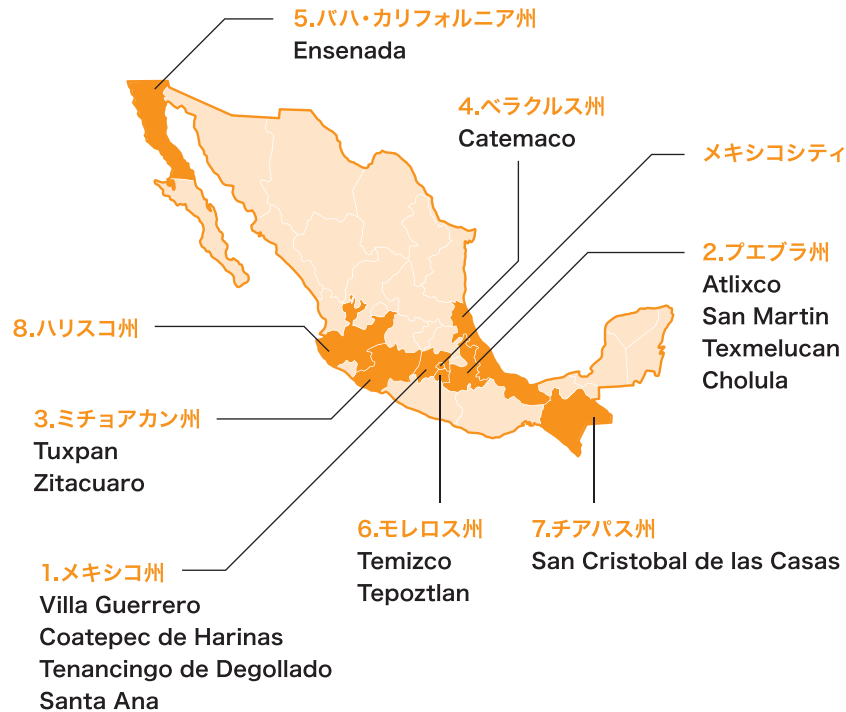 5.バハ・カリフォルニア州
Ensenada
4.ベラクルス州
Catemaco
メキシコシティ
2.プエブラ州
Atlixco
San Martin
Texmelucan
Cholula
8.ハリスコ州
3.ミチョアカン州
Tuxpan
Zitacuaro
6.モレロス州
Temizco
Tepoztlan
7.チアパス州
San Cristobal de las Casas
1.メキシコ州
Villa Guerrero
Coatepec de Harinas
Tenancingo de Degollado
Santa Ana